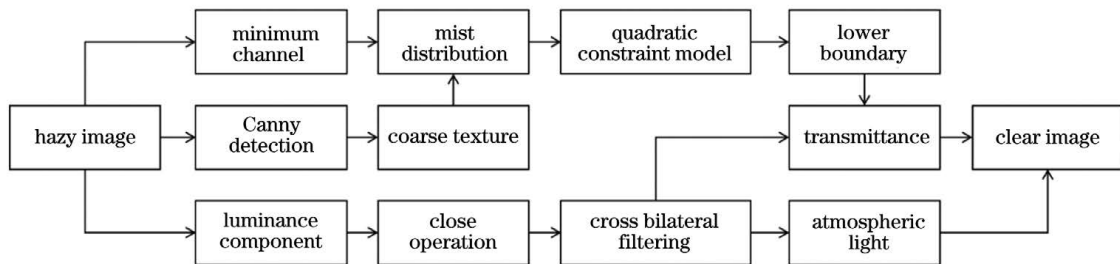 minimum
channel
mist
distribution
quadratic
constraint model
lower
boundary
hazy image
Canny
detection
coarse texture
transmittance
clear image
luminance
component
close
operation
cross bilateral
filtering
atmospheric
light